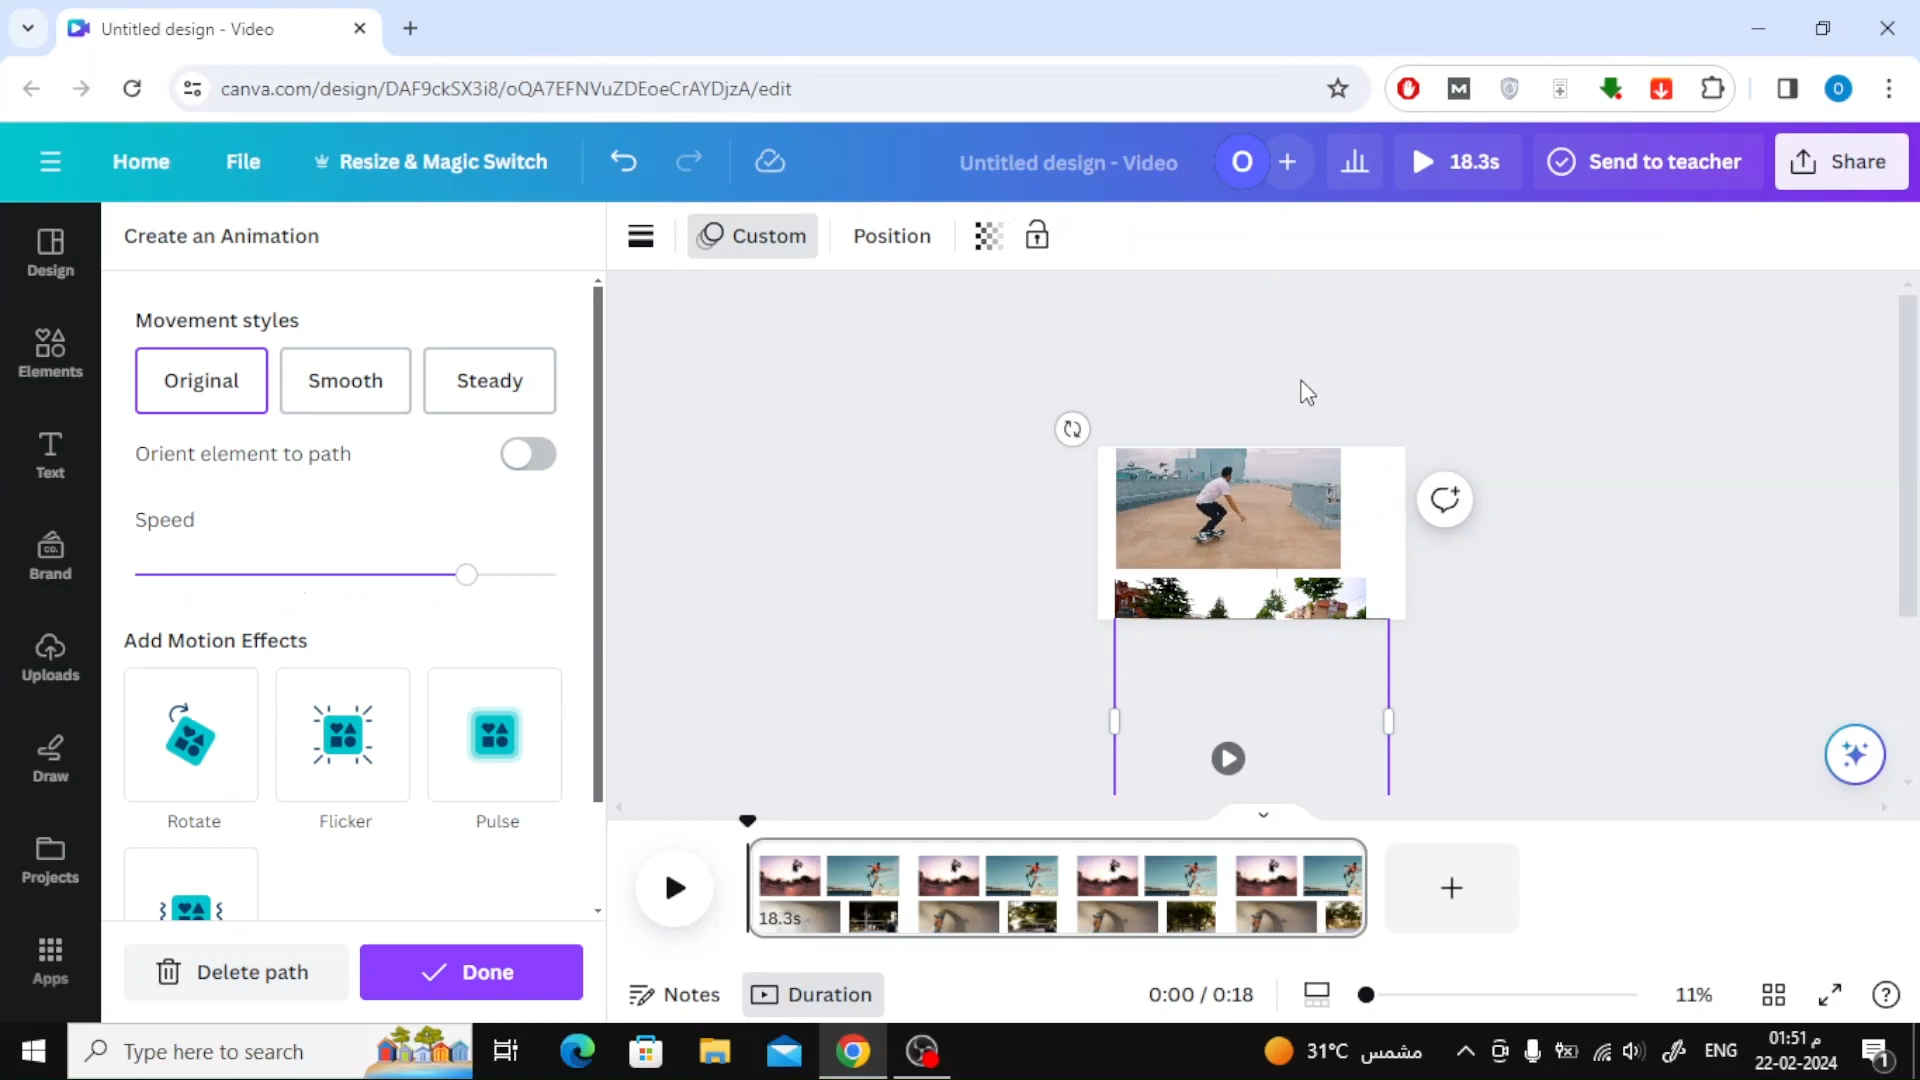 Untitled design - Video
canva.com/design/DAF9ckSX3i8/oQA7EFNVuZDEoeCrAYDjzA/edit
Home
File
Resize & Magic Switch
Untitled design - Video
O
18.3s
Send to teacher
Share
Design
Elements
Text
Brand
Uploads
Draw
Projects
Apps
Create an Animation
Custom
Position
Movement styles
Original
Smooth
Steady
Orient element to path
Speed
Add Motion Effects
Rotate
Flicker
Pulse
Delete path
Done
18.3s
Notes
Duration
0:00 / 0:18
11%
Type here to search
31°C مشمس
ENG
01:51 م
22-02-2024
1